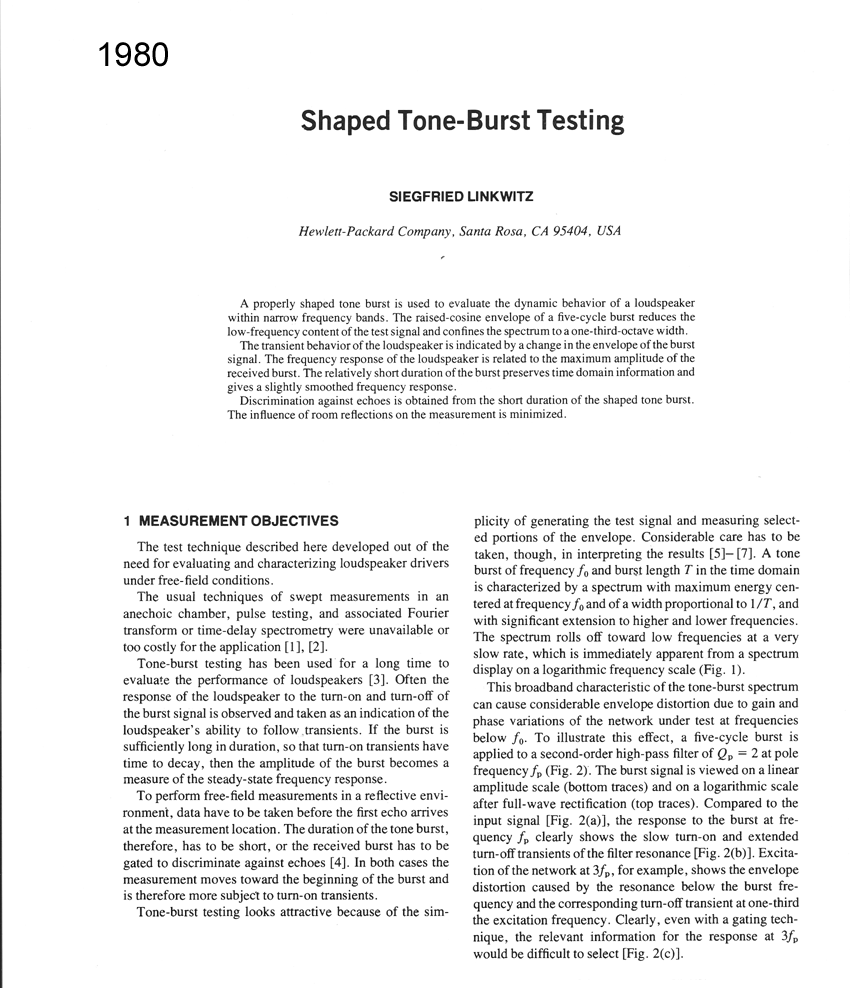 1980
Shaped Tone-Burst Testing
SIEGFRIED LINKWITZ
Hewlett-Packard Company, Santa Rosa, CA 95404, USA
A properly shaped tone burst is used to evaluate the dynamic behavior of a loudspeaker
within narrow frequency bands. The raised-cosine envelope of a five-cycle burst reduces the
low-frequency content of the test signal and confines the spectrum to a one-third-octave width.
The transient behavior of the loudspeaker is indicated by a change in the envelope of the burst
signal. The frequency response of the loudspeaker is related to the maximum amplitude of the
received burst. The relatively short duration of the burst preserves time domain information and
gives a slightly smoothed frequency response.
Discrimination against echoes is obtained from the short duration of the shaped tone burst.
The influence of room reflections on the measurement is minimized.
1 MEASUREMENT OBJECTIVES
The test technique described here developed out of the
need for evaluating and characterizing loudspeaker drivers
under free-field conditions.
The usual techniques of swept measurements in an
anechoic chamber, pulse testing, and associated Fourier
transform or time-delay spectrometry were unavailable or
too costly for the application [1], [2].
Tone-burst testing has been used for a long time to
evaluate the performance of loudspeakers [3]. Often the
response of the loudspeaker to the turn-on and turn-off of
the burst signal is observed and taken as an indication of the
loudspeaker's ability to follow transients. If the burst is
sufficiently long in duration, so that turn-on transients have
time to decay, then the amplitude of the burst becomes a
measure of the steady-state frequency response.
To perform free-field measurements in a reflective envi-
ronment, data have to be taken before the first echo arrives
at the measurement location. The duration of the tone burst,
therefore, has to be short, or the received burst has to be
gated to discriminate against echoes [4]. In both cases the
measurement moves toward the beginning of the burst and
is therefore more subject to turn-on transients.
Tone-burst testing looks attractive because of the sim-
plicity of generating the test signal and measuring select-
ed portions of the envelope. Considerable care has to be
taken, though, in interpreting the results [5]–[7]. A tone
burst of frequency f₀ and burst length T in the time domain
is characterized by a spectrum with maximum energy cen-
tered at frequency f₀ and of a width proportional to 1/T, and
with significant extension to higher and lower frequencies.
The spectrum rolls off toward low frequencies at a very
slow rate, which is immediately apparent from a spectrum
display on a logarithmic frequency scale (Fig. 1).
This broadband characteristic of the tone-burst spectrum
can cause considerable envelope distortion due to gain and
phase variations of the network under test at frequencies
below f₀. To illustrate this effect, a five-cycle burst is
applied to a second-order high-pass filter of Qₚ = 2 at pole
frequency fₚ (Fig. 2). The burst signal is viewed on a linear
amplitude scale (bottom traces) and on a logarithmic scale
after full-wave rectification (top traces). Compared to the
input signal [Fig. 2(a)], the response to the burst at fre-
quency fₚ clearly shows the slow turn-on and extended
turn-off transients of the filter resonance [Fig. 2(b)]. Excita-
tion of the network at 3fₚ, for example, shows the envelope
distortion caused by the resonance below the burst fre-
quency and the corresponding turn-off transient at one-third
the excitation frequency. Clearly, even with a gating tech-
nique, the relevant information for the response at 3fₚ
would be difficult to select [Fig. 2(c)].